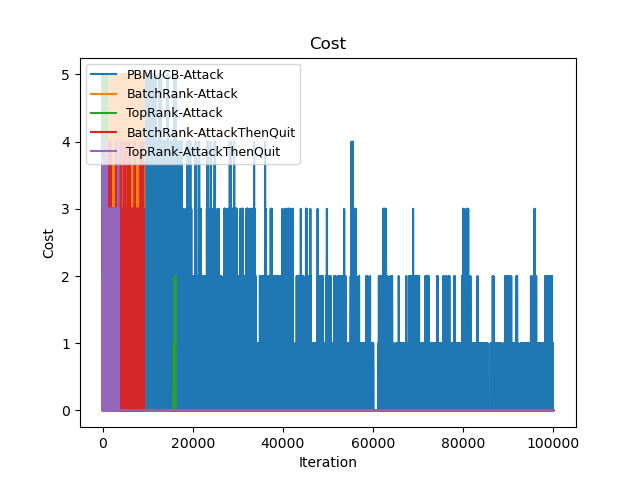 Cost
PBMUCB-Attack
BatchRank-Attack
TopRank-Attack
BatchRank-AttackThenQuit
TopRank-AttackThenQuit
Cost
5
4
3
2
1
0
0 20000 40000 60000 80000 100000
Iteration